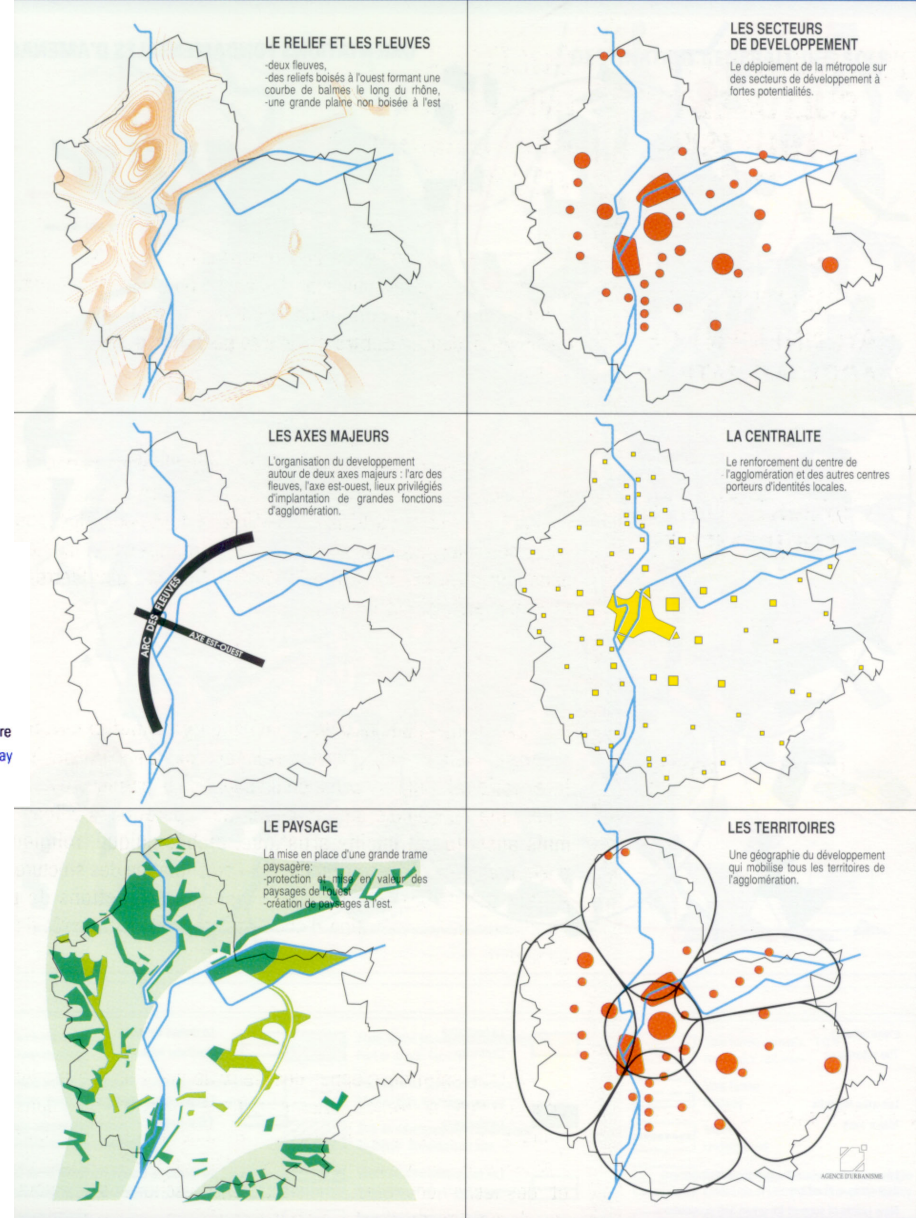 LE RELIEF ET LES FLEUVES
-deux fleuves,
-des reliefs boisés à l'ouest formant une
courbe de balmes le long du rhône,
-une grande plaine non boisée à l'est
LES SECTEURS
DE DEVELOPPEMENT
Le déploiement de la métropole sur
des secteurs de développement à
fortes potentialités.
LES AXES MAJEURS
L'organisation du developpement
autour de deux axes majeurs : l'arc des
fleuves, l'axe est-ouest, lieux privilégiés
d'implantation de grandes fonctions
d'agglomération.
ARC DES FLEUVES
AXE EST-OUEST
LA CENTRALITE
Le renforcement du centre de
l'agglomération et des autres centres
porteurs d'identités locales.
re
ay
LE PAYSAGE
La mise en place d'une grande trame
paysagère:
-protection et mise en valeur des
paysages de l'ouest
-création de paysages à l'est.
LES TERRITOIRES
Une géographie du développement
qui mobilise tous les territoires de
l'agglomération.
AGENCE D'URBANISME